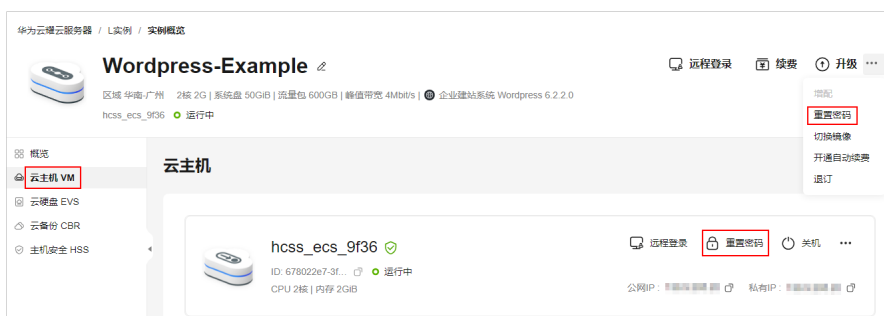 华为云耀云服务器 / L实例 / 实例概览
Wordpress-Example
远程登录 续费 升级 ···
区域 华南-广州 2核 2G | 系统盘 50GiB | 流量包 600GB | 峰值带宽 4Mbit/s | 企业建站系统 Wordpress 6.2.2.0
hcss_ecs_9f36 运行中
增配
重置密码
切换镜像
开通自动续费
退订
概览
云主机 VM
云硬盘 EVS
云备份 CBR
主机安全 HSS
云主机
hcss_ecs_9f36
远程登录 重置密码 关机 ···
ID: 678022e7-3f... 运行中
CPU 2核 | 内存 2GiB
公网IP: 私有IP: